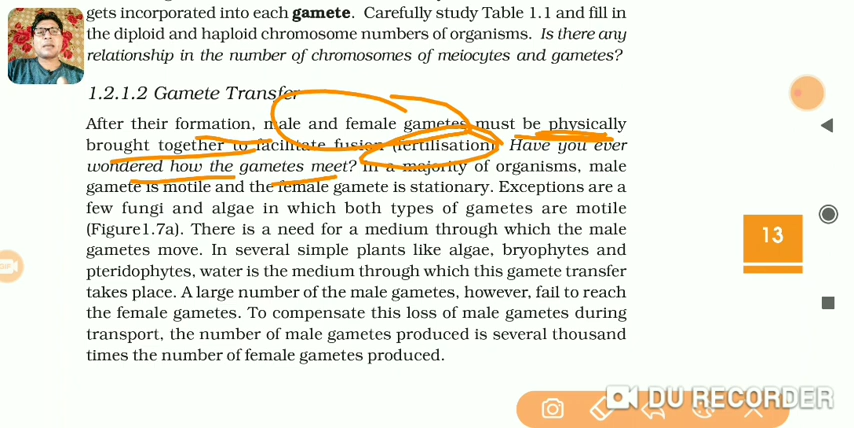 gets incorporated into each gamete. Carefully study Table 1.1 and fill in
the diploid and haploid chromosome numbers of organisms. Is there any
relationship in the number of chromosomes of meiocytes and gametes?
1.2.1.2 Gamete Transfer
After their formation, male and female gametes must be physically
brought together to facilitate fusion (fertilisation). Have you ever
wondered how the gametes meet? In a majority of organisms, male
gamete is motile and the female gamete is stationary. Exceptions are a
few fungi and algae in which both types of gametes are motile
(Figure1.7a). There is a need for a medium through which the male
gametes move. In several simple plants like algae, bryophytes and
pteridophytes, water is the medium through which this gamete transfer
takes place. A large number of the male gametes, however, fail to reach
the female gametes. To compensate this loss of male gametes during
transport, the number of male gametes produced is several thousand
times the number of female gametes produced.
13
GIF
DU RECORDER